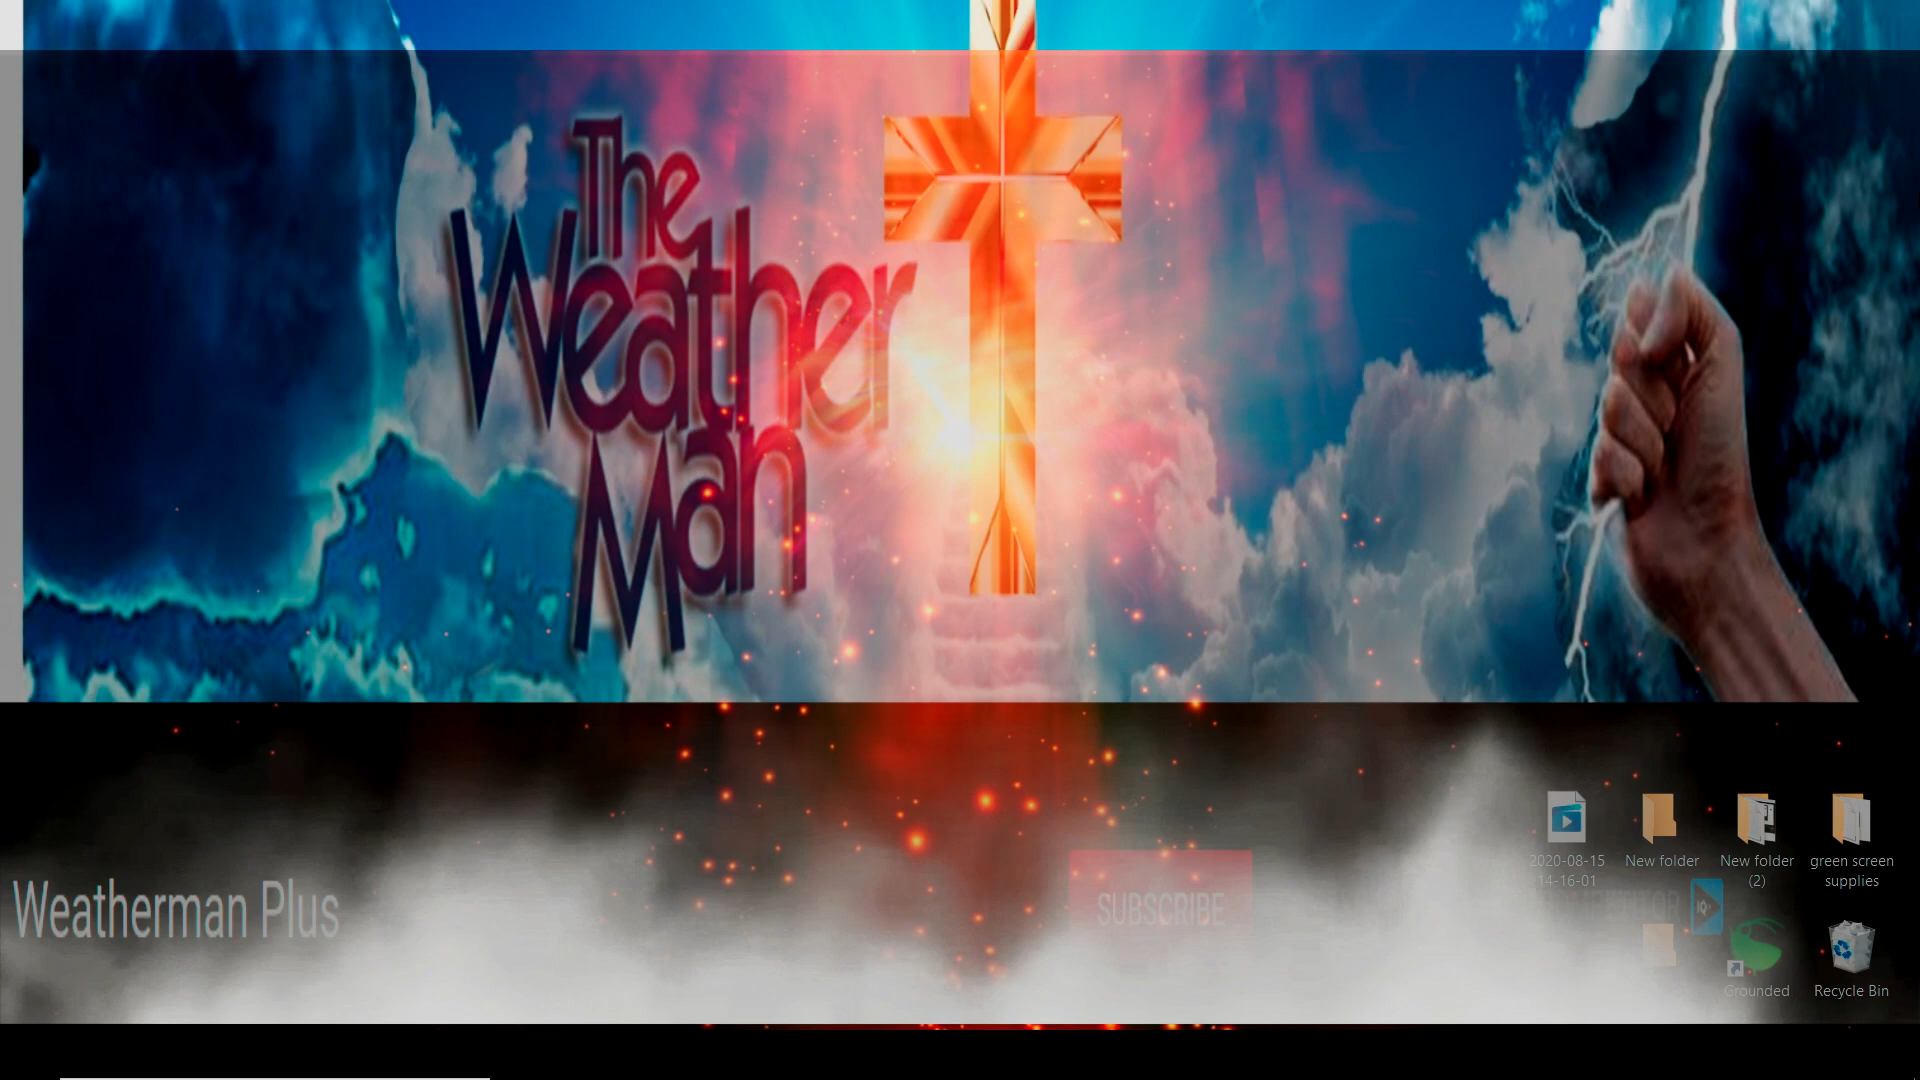 The
Weather
Man
2020-08-15
14-16-01
New folder
New folder
(2)
green screen
supplies
Weatherman Plus
SUBSCRIBE
IQ
Grounded
Recycle Bin